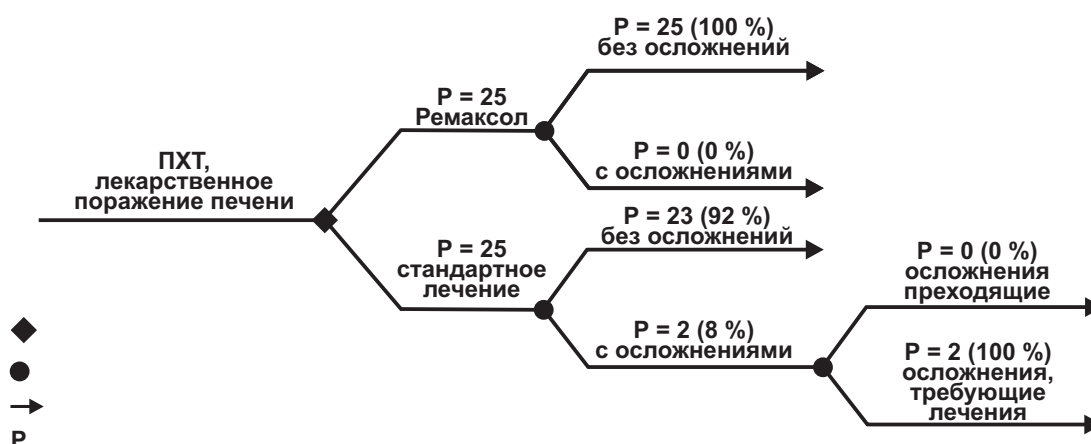 P = 25 (100 %)
без осложнений
P = 25
Ремаксол
P = 0 (0 %)
с осложнениями
ПХТ,
лекарственное
поражение печени
P = 23 (92 %)
без осложнений
P = 25
стандартное
лечение
P = 0 (0 %)
осложнения
преходящие
P = 2 (8 %)
с осложнениями
P = 2 (100 %)
осложнения,
требующие
лечения
P